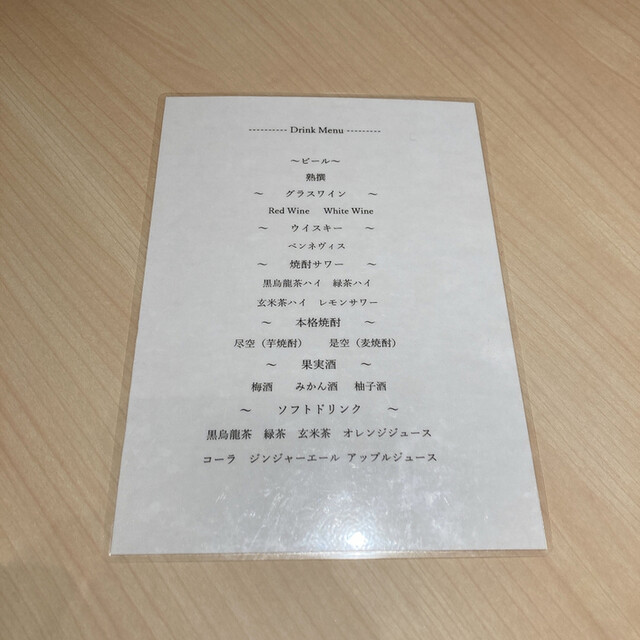 ---------- Drink Menu ---------
～ビール～
熟撰
～　グラスワイン　～
Red Wine　White Wine
～　ウイスキー　～
ベンネヴィス
～　焼酎サワー　～
黒烏龍茶ハイ　緑茶ハイ
玄米茶ハイ　レモンサワー
～　本格焼酎　～
尽空（芋焼酎）　是空（麦焼酎）
～　果実酒　～
梅酒　みかん酒　柚子酒
～　ソフトドリンク　～
黒烏龍茶　緑茶　玄米茶　オレンジジュース
コーラ　ジンジャーエール アップルジュース